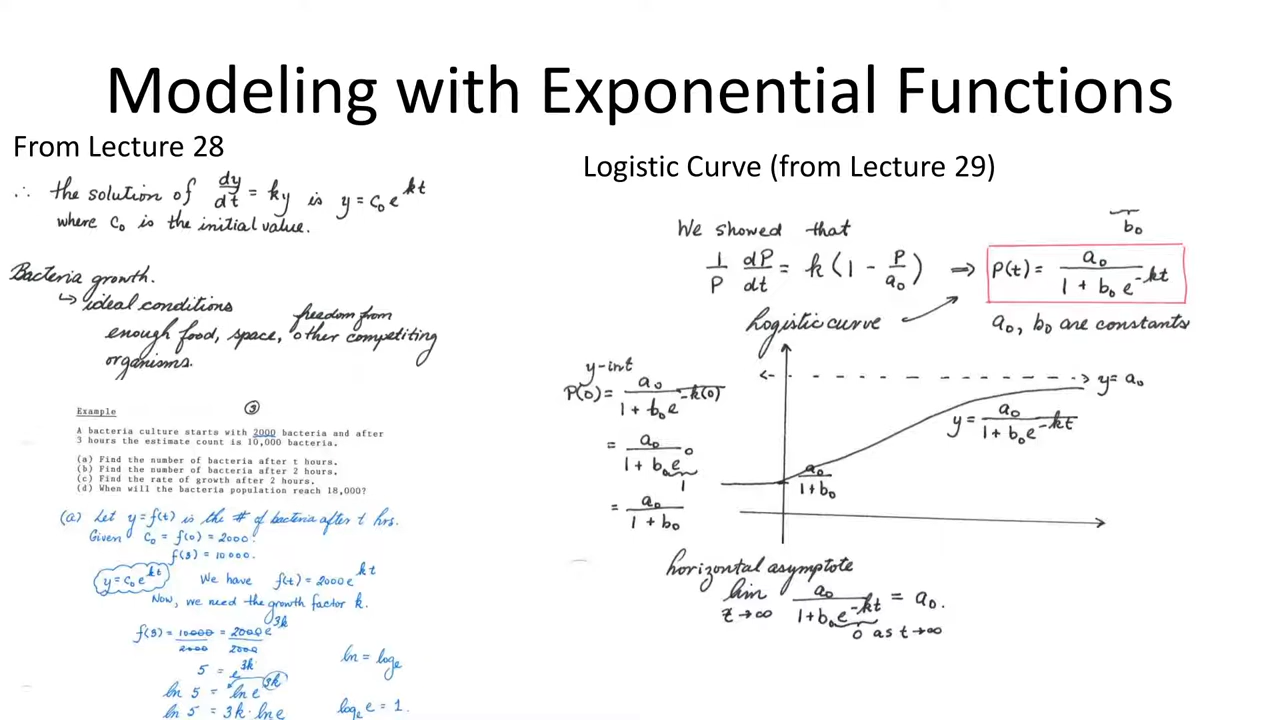 Modeling with Exponential Functions
From Lecture 28
∴ the solution of dy/dt = ky is y = c₀e^{kt}
where c₀ is the initial value.
Bacteria growth.
↳ ideal conditions
enough food, space, freedom from other competiting
organisms.
Example ③
A bacteria culture starts with 2000 bacteria and after
3 hours the estimate count is 10,000 bacteria.
(a) Find the number of bacteria after t hours.
(b) Find the number of bacteria after 2 hours.
(c) Find the rate of growth after 2 hours.
(d) When will the bacteria population reach 18,000?
(a) Let y = f(t) is the # of bacteria after t hrs.
Given c₀ = f(0) = 2000.
f(3) = 10000.
y = c₀e^{kt} We have f(t) = 2000e^{kt}
Now, we need the growth factor k.
f(3) = 10000/2000 = 2000/2000 e^{3k}
5 = e^{3k}
ln 5 = ln e^{3k}
ln 5 = 3k · ln e
ln = logₑ
logₑ e = 1.
Logistic Curve (from Lecture 29)
b₀
We showed that
1/P dP/dt = k(1 - P/a₀) ⇒ P(t) = a₀/(1 + b₀e^{-kt})
Logistic curve
a₀, b₀ are constants
y-int
P(0) = a₀/(1 + b₀e^{-k(0)})
= a₀/(1 + b₀e^{0})
1
= a₀/(1 + b₀)
y = a₀
y = a₀/(1 + b₀e^{-kt})
a₀/(1 + b₀)
horizontal asymptote
lim t→∞ a₀/(1 + b₀e^{-kt}) = a₀.
0 as t→∞